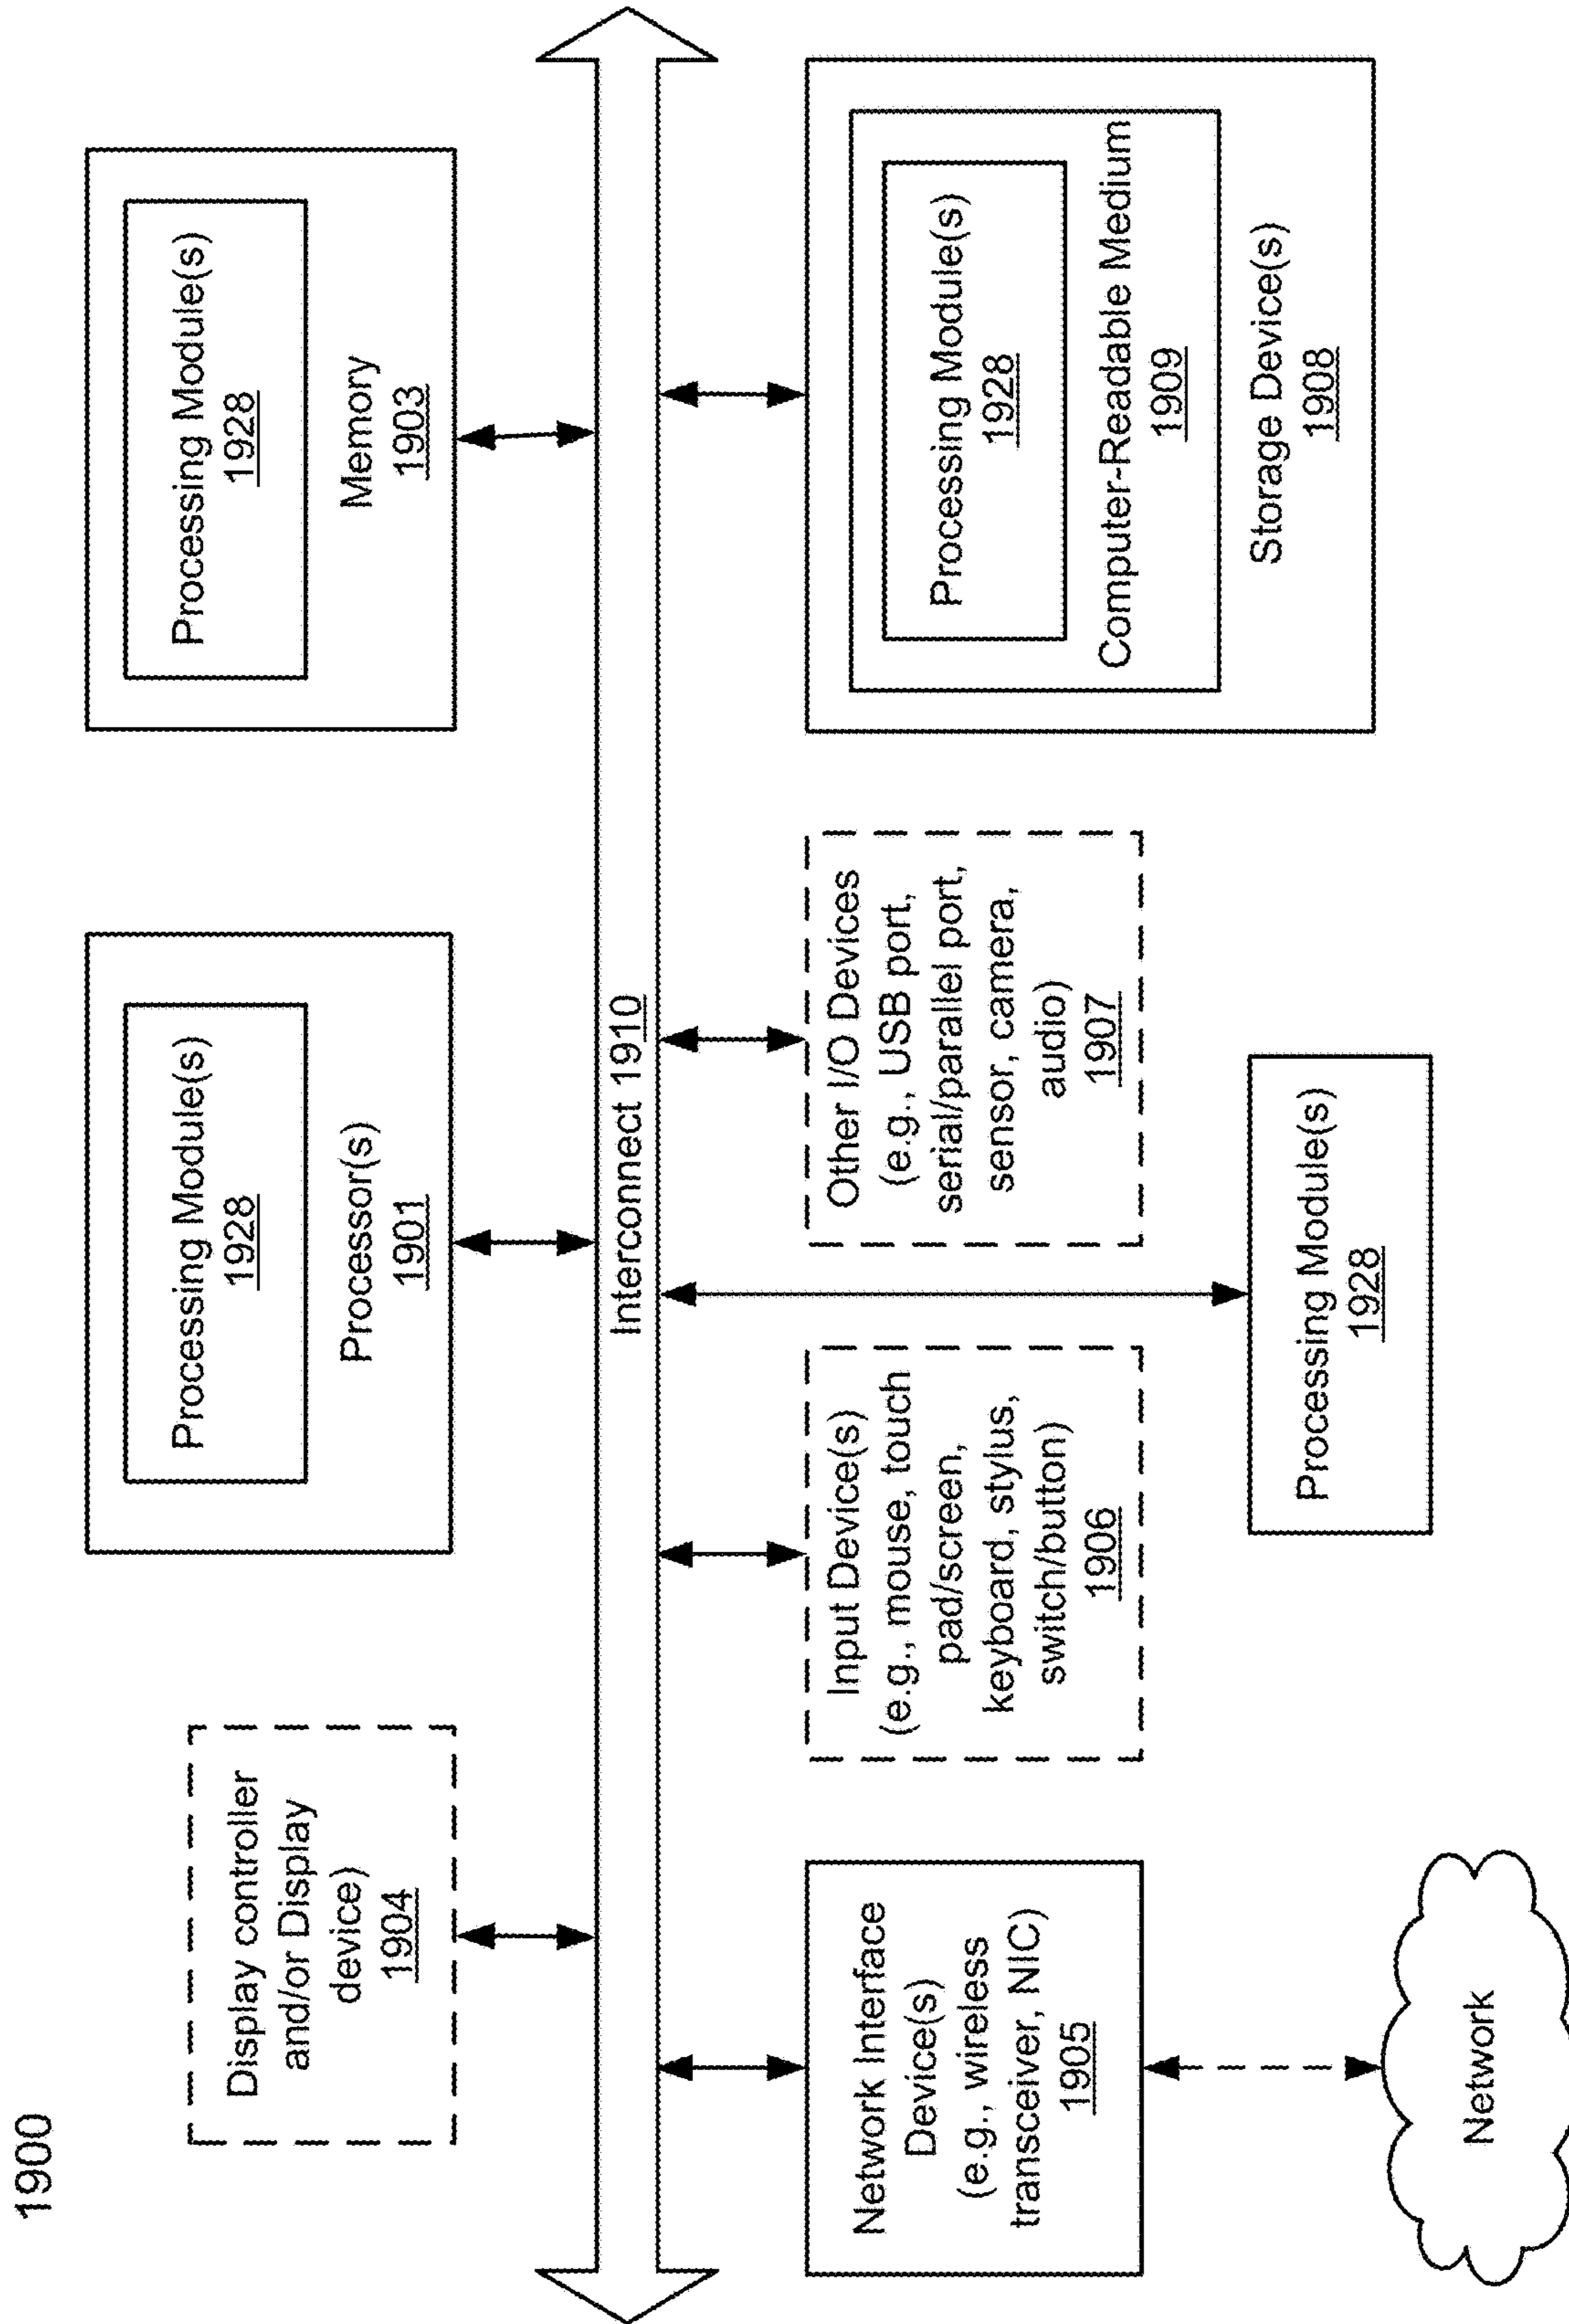 1900
Display controller
and/or Display
device)
1904
Processing Module(s)
1928
Processor(s)
1901
Processing Module(s)
1928
Memory
1903
Interconnect 1910
Network Interface
Device(s)
(e.g., wireless
transceiver, NIC)
1905
Input Device(s)
(e.g., mouse, touch
pad/screen,
keyboard, stylus,
switch/button)
1906
Other I/O Devices
(e.g., USB port,
serial/parallel port,
sensor, camera,
audio)
1907
Processing Module(s)
1928
Computer-Readable Medium
1909
Storage Device(s)
1908
Processing Module(s)
1928
Network